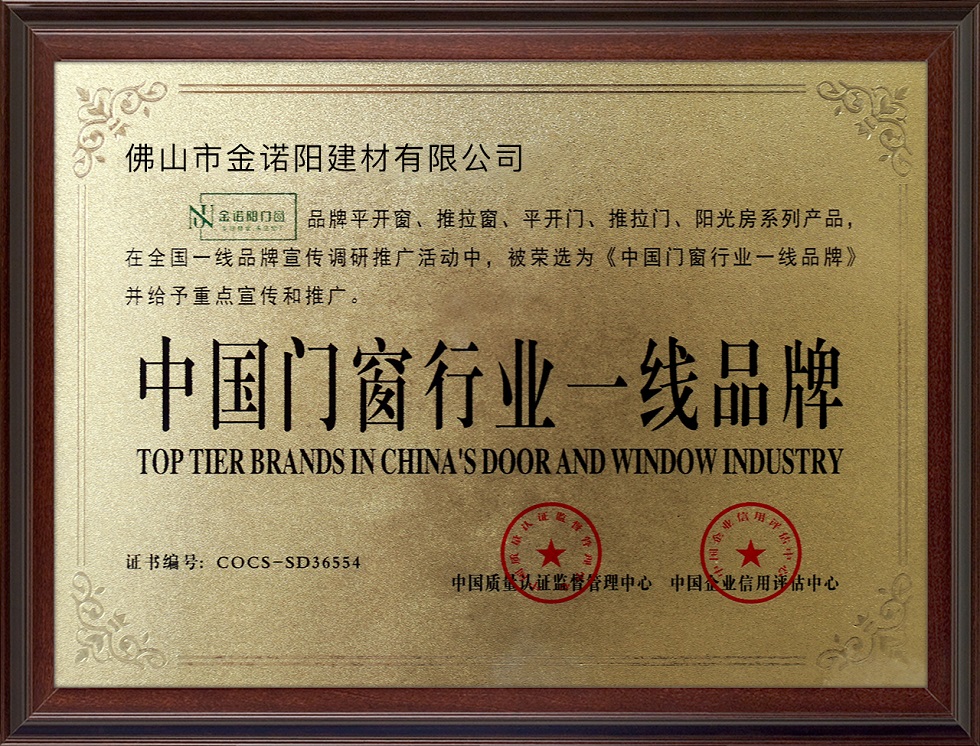 佛山市金诺阳建材有限公司
金诺阳门窗 品牌平开窗、推拉窗、平开门、推拉门、阳光房系列产品，
在全国一线品牌宣传调研推广活动中，被荣选为《中国门窗行业一线品牌》
并给予重点宣传和推广。
中国门窗行业一线品牌
TOP TIER BRANDS IN CHINA'S DOOR AND WINDOW INDUSTRY
证书编号：COCS-SD36554
中国质量认证监督管理中心 中国企业信用评估中心